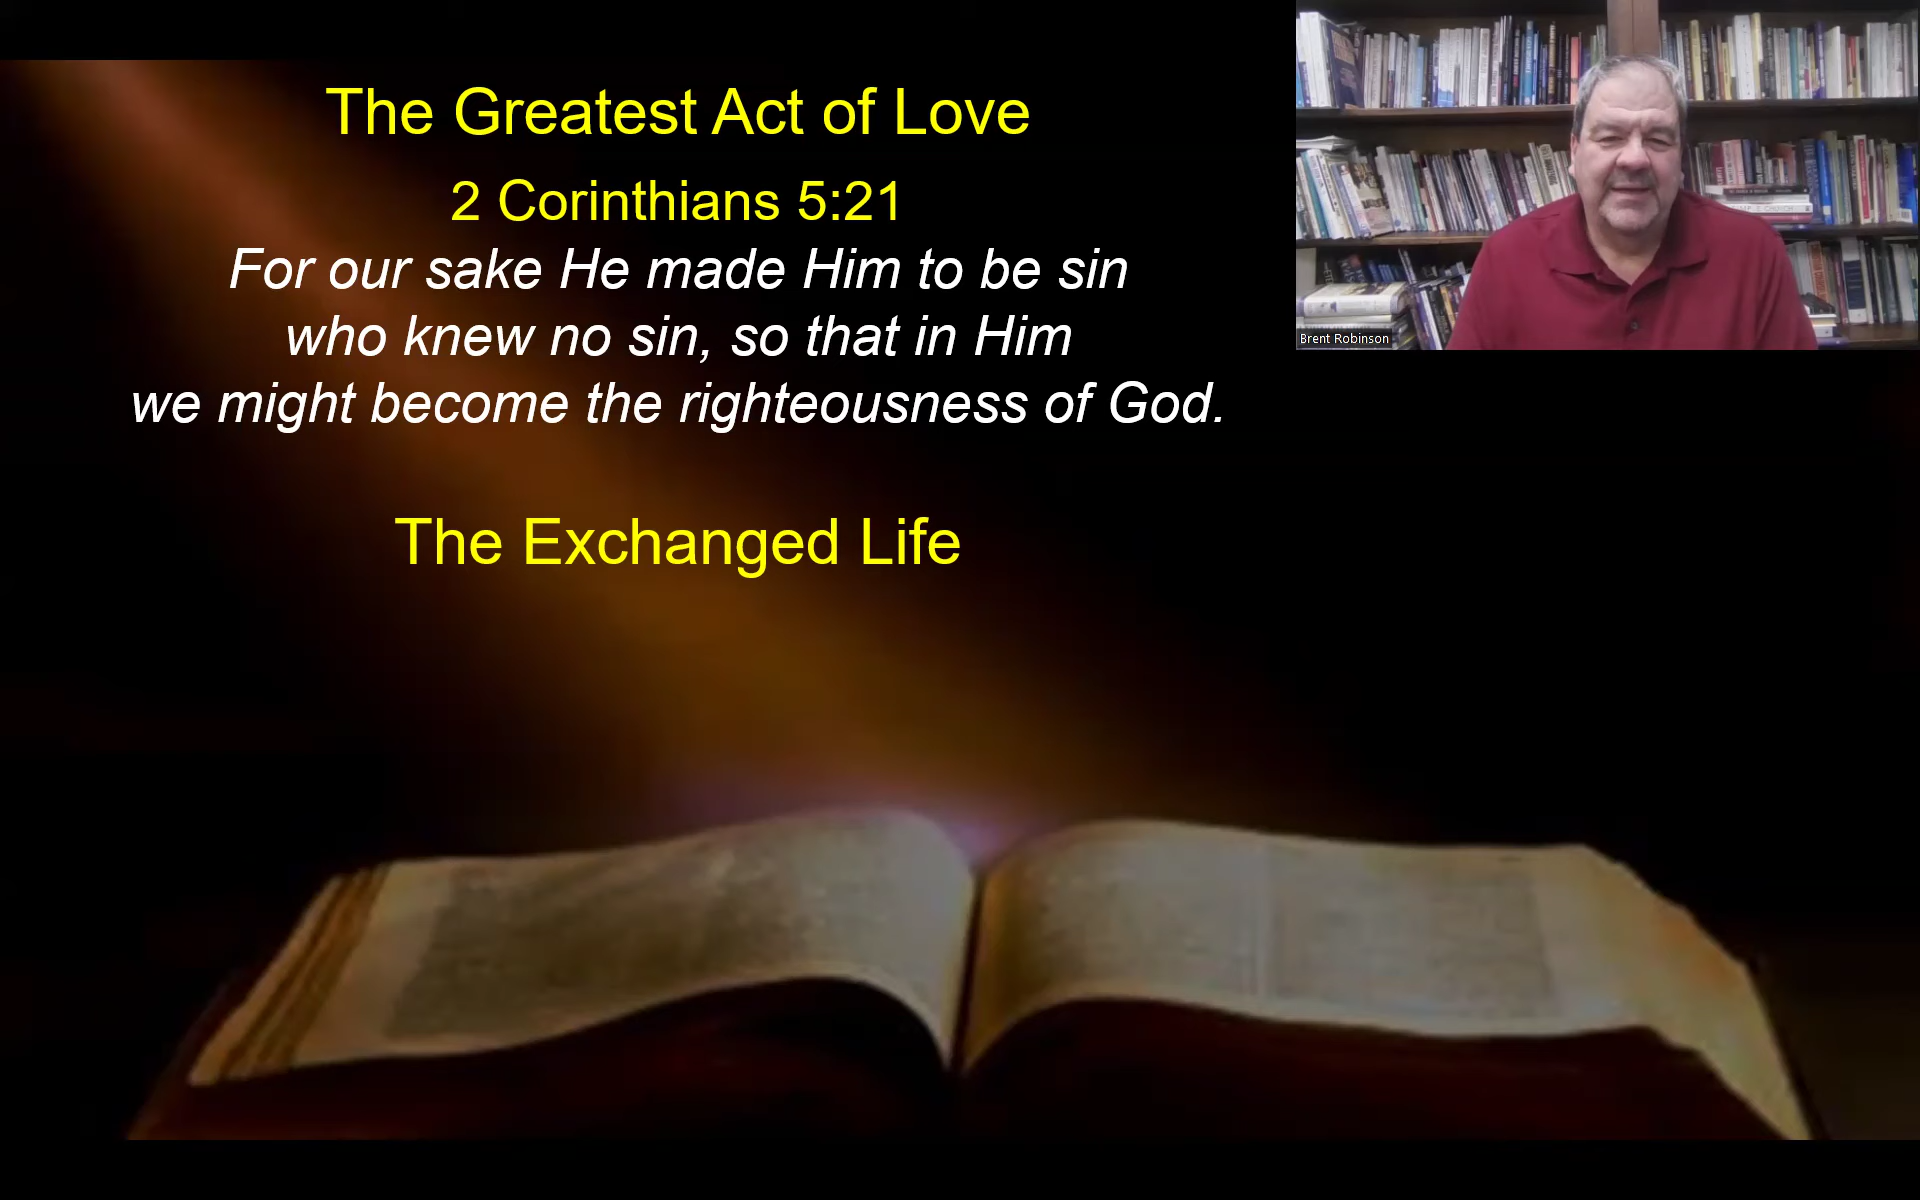 The Greatest Act of Love
2 Corinthians 5:21
For our sake He made Him to be sin
who knew no sin, so that in Him
we might become the righteousness of God.
The Exchanged Life
Brent Robinson